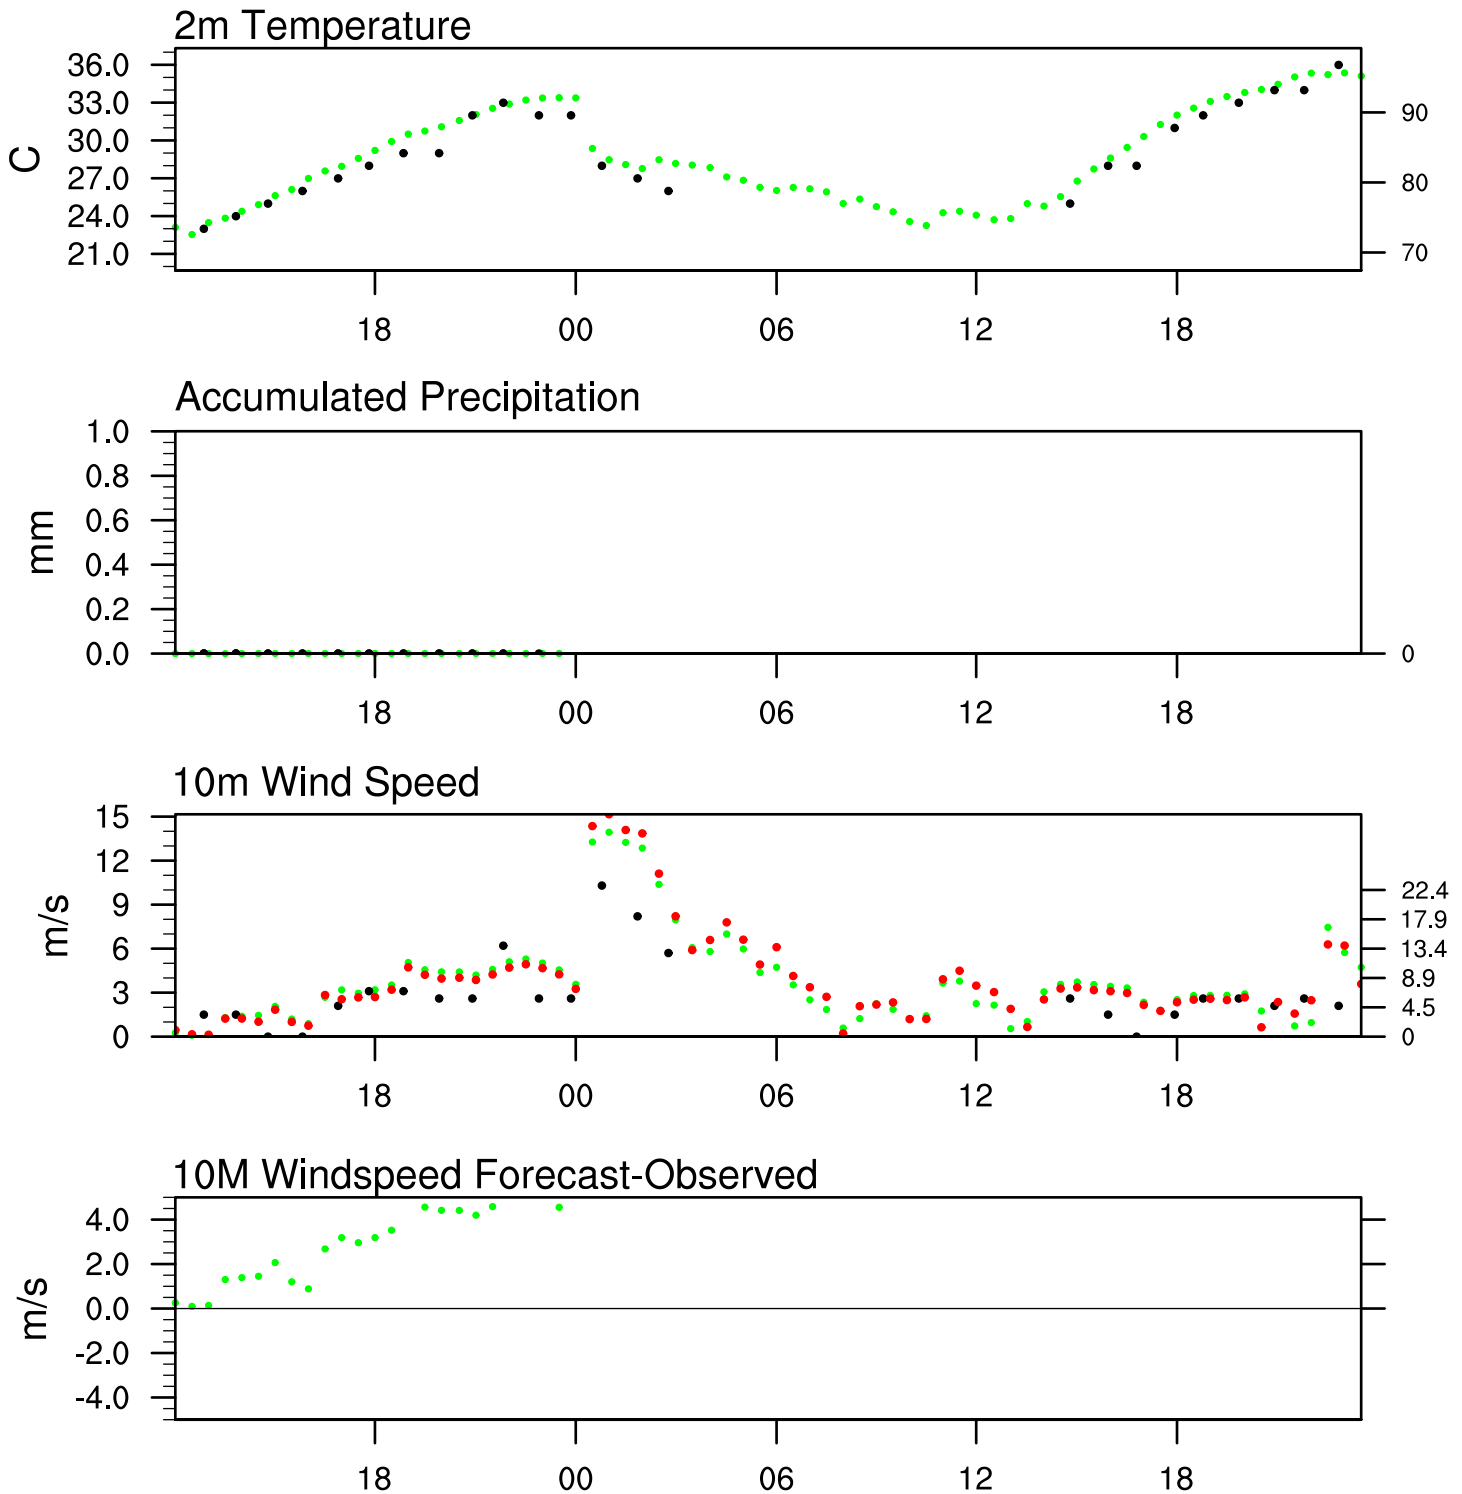 2m Temperature
36.0
33.0
30.0
27.0
24.0
21.0
C
90
80
70
18 00 06 12 18
Accumulated Precipitation
1.0
0.8
0.6
0.4
0.2
0.0
mm
0
18 00 06 12 18
10m Wind Speed
15
12
9
6
3
0
m/s
22.4
17.9
13.4
8.9
4.5
0
18 00 06 12 18
10M Windspeed Forecast-Observed
4.0
2.0
0.0
-2.0
-4.0
m/s
18 00 06 12 18